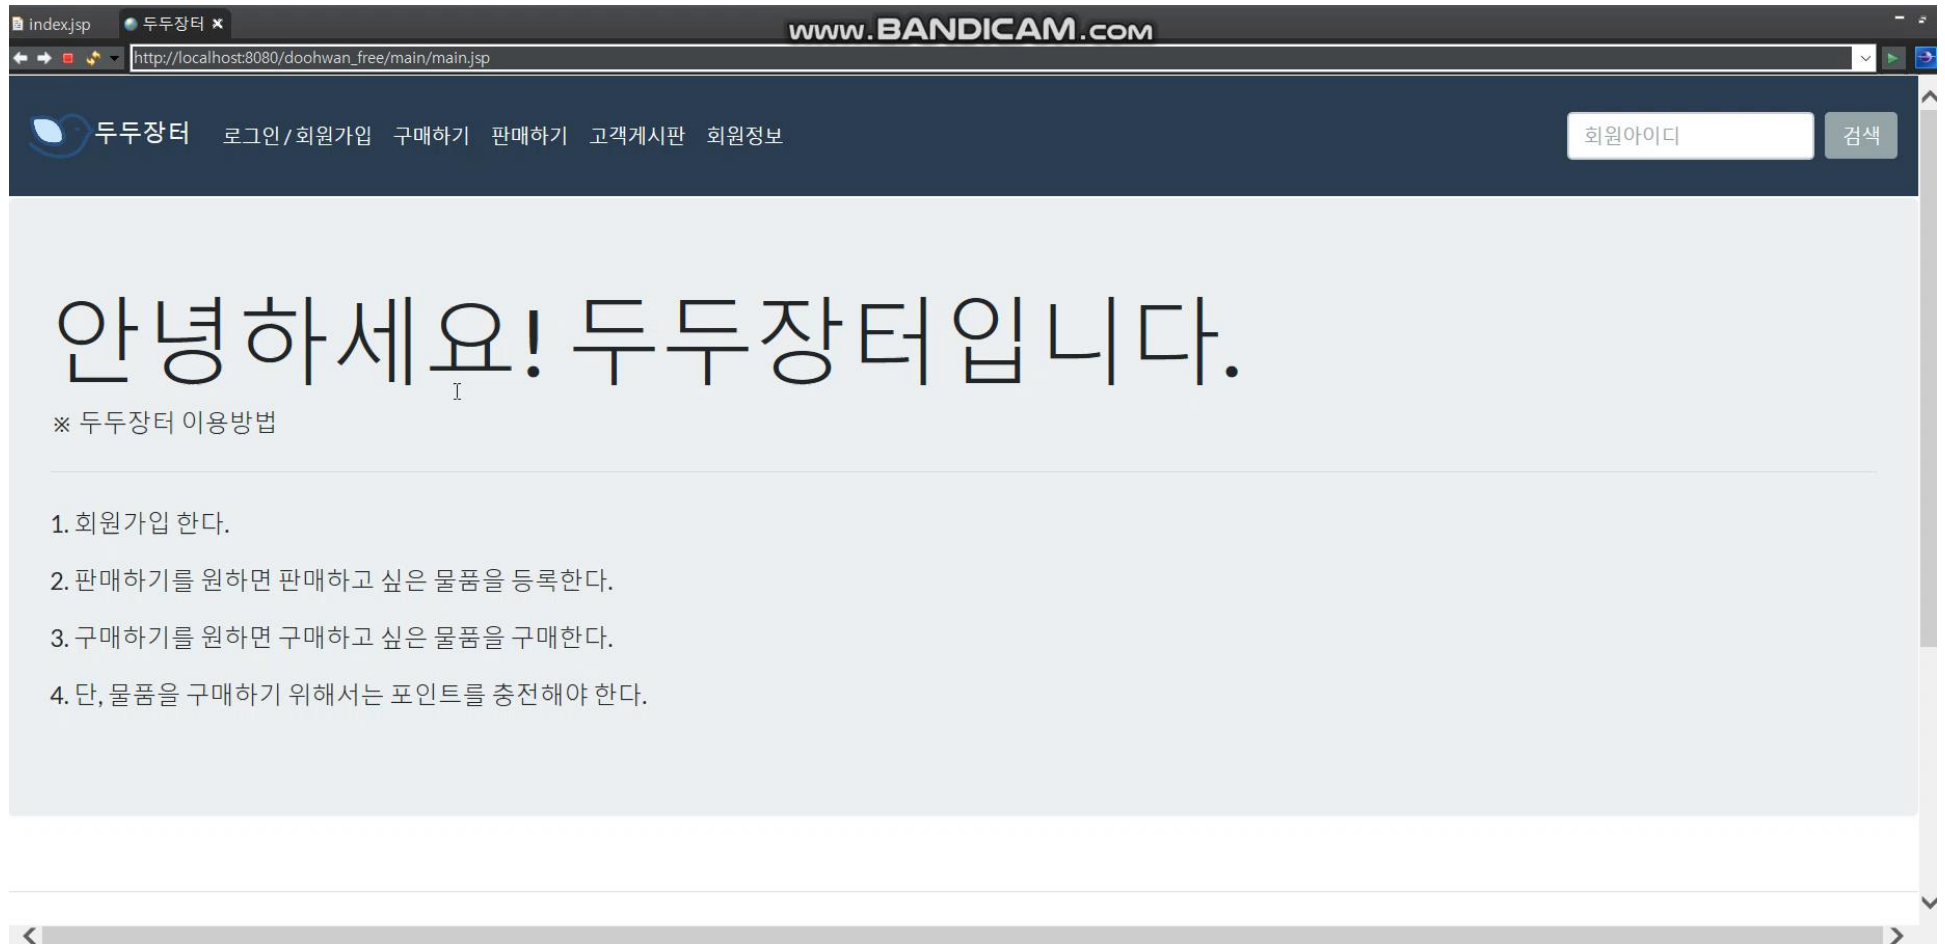 index.jsp 두두장터
www.BANDICAM.com
http://localhost:8080/doohwan_free/main/main.jsp
두두장터 로그인/회원가입 구매하기 판매하기 고객게시판 회원정보 회원아이디 검색
안녕하세요! 두두장터입니다.
※ 두두장터 이용방법
1. 회원가입 한다.
2. 판매하기를 원하면 판매하고 싶은 물품을 등록한다.
3. 구매하기를 원하면 구매하고 싶은 물품을 구매한다.
4. 단, 물품을 구매하기 위해서는 포인트를 충전해야 한다.